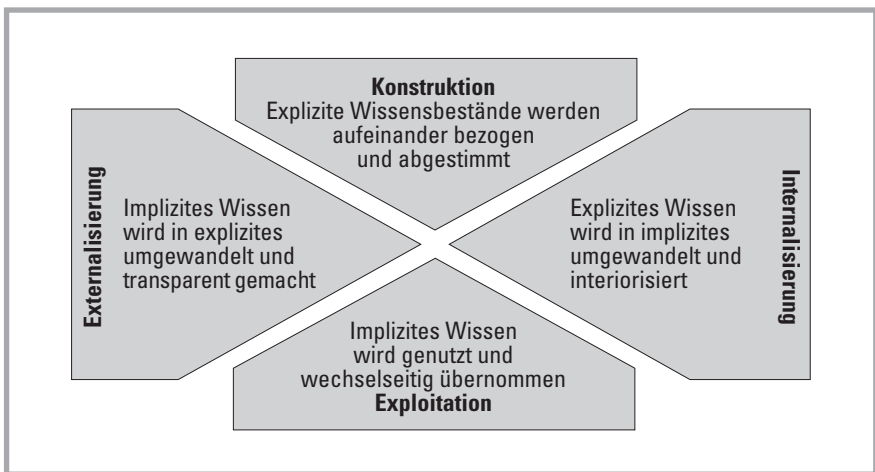 Konstruktion
Explizite Wissensbestände werden
aufeinander bezogen
und abgestimmt
Externalisierung
Implizites Wissen
wird in explizites
umgewandelt und
transparent gemacht
Explizites Wissen
wird in implizites
umgewandelt und
interiorisiert
Internalisierung
Implizites Wissen
wird genutzt und
wechselseitig übernommen
Exploitation